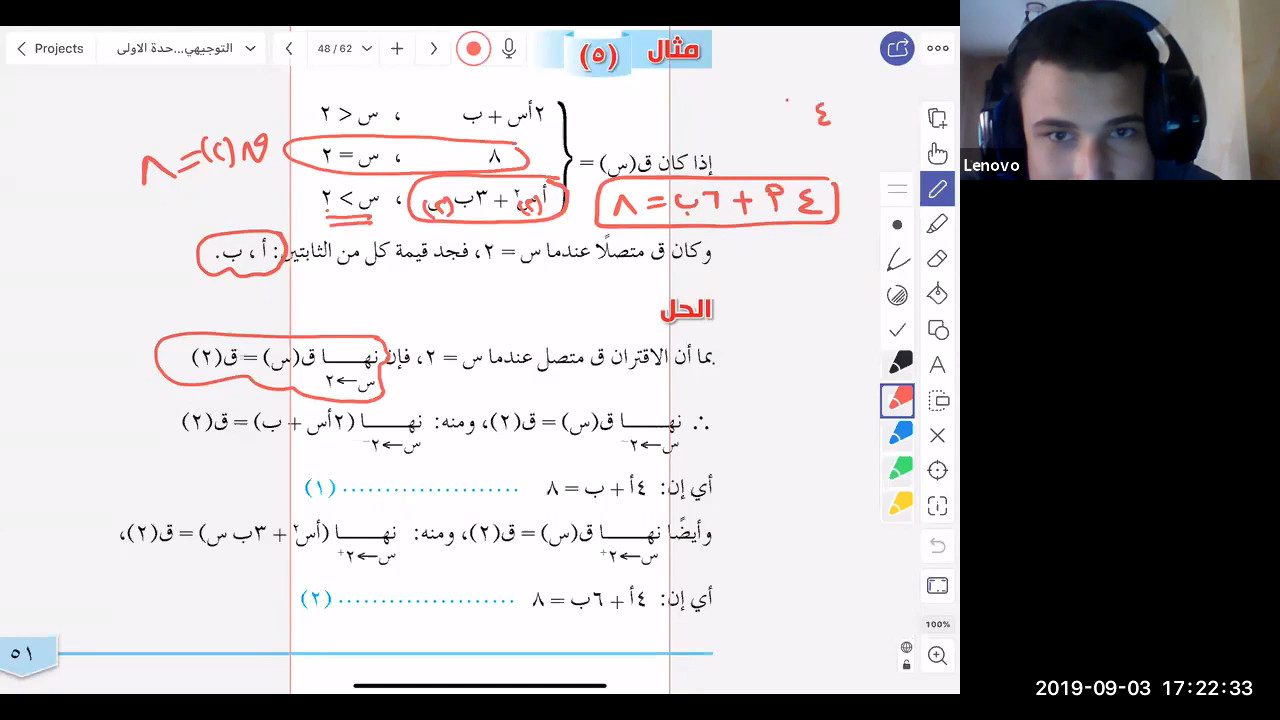 Projects
التوجيهي...حدة الاولى
48 / 62
مثال (٥)
٢أس + ب ، س > ٢
إذا كان ق(س) = ٨ ، س = ٢
أس٢ + ٣ب س ، س < ٢
ق(٢) = ٨
(٢) (٢)
٤
٤ أ + ٦ب = ٨
وكان ق متصلًا عندما س = ٢، فجد قيمة كل من الثابتين: أ ، ب.
الحل
بما أن الاقتران ق متصل عندما س = ٢، فإن نهـــا ق(س) = ق(٢)
س←٢
∴ نهـــا ق(س) = ق(٢)، ومنه: نهـــا (٢أس + ب) = ق(٢)
س←٢⁻ س←٢⁻
أي إن: ٤أ + ب = ٨ .................... (١)
وأيضًا نهـــا ق(س) = ق(٢)، ومنه: نهـــا (أس٢ + ٣ب س) = ق(٢)،
س←٢⁺ س←٢⁺
أي إن: ٤أ + ٦ب = ٨ .................... (٢)
٥١
100%
Lenovo
2019-09-03 17:22:33